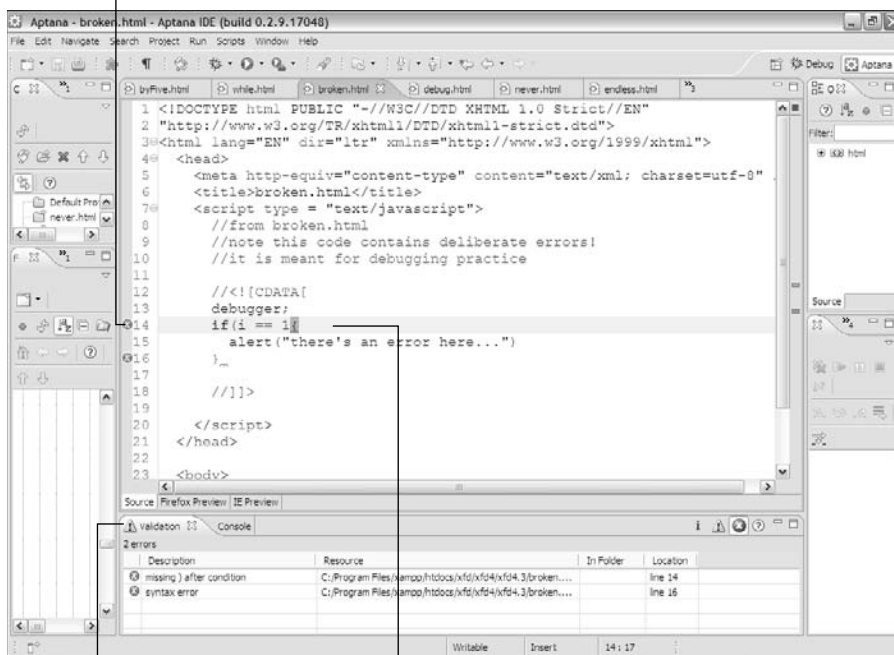 Aptana - broken.html - Aptana IDE (build 0.2.9.17048)
File Edit Navigate Search Project Run Scripts Window Help
Debug Aptana
C »1
byFive.html while.html broken.html debug.html never.html endless.html »3
Filter:
html
Default Pro
never.html
F »1
1 <!DOCTYPE html PUBLIC "-//W3C//DTD XHTML 1.0 Strict//EN"
2 "http://www.w3.org/TR/xhtml1/DTD/xhtml1-strict.dtd">
3 <html lang="EN" dir="ltr" xmlns="http://www.w3.org/1999/xhtml">
4 <head>
5 <meta http-equiv="content-type" content="text/xml; charset=utf-8"
6 <title>broken.html</title>
7 <script type = "text/javascript">
8 //from broken.html
9 //note this code contains deliberate errors!
10 //it is meant for debugging practice
11
12 //<![CDATA[
13 debugger;
14 if(i == 1{
15 alert("there's an error here...")
16 }
17
18 //]]>
19
20 </script>
21 </head>
22
23 <body>
Source
»4
Source Firefox Preview IE Preview
Validation Console
2 errors
Description Resource In Folder Location
missing ) after condition C:/Program Files/xampp/htdocs/xfd/xfd4/xfd4.3/broken.... line 14
syntax error C:/Program Files/xampp/htdocs/xfd/xfd4/xfd4.3/broken.... line 16
Writable Insert 14 : 17